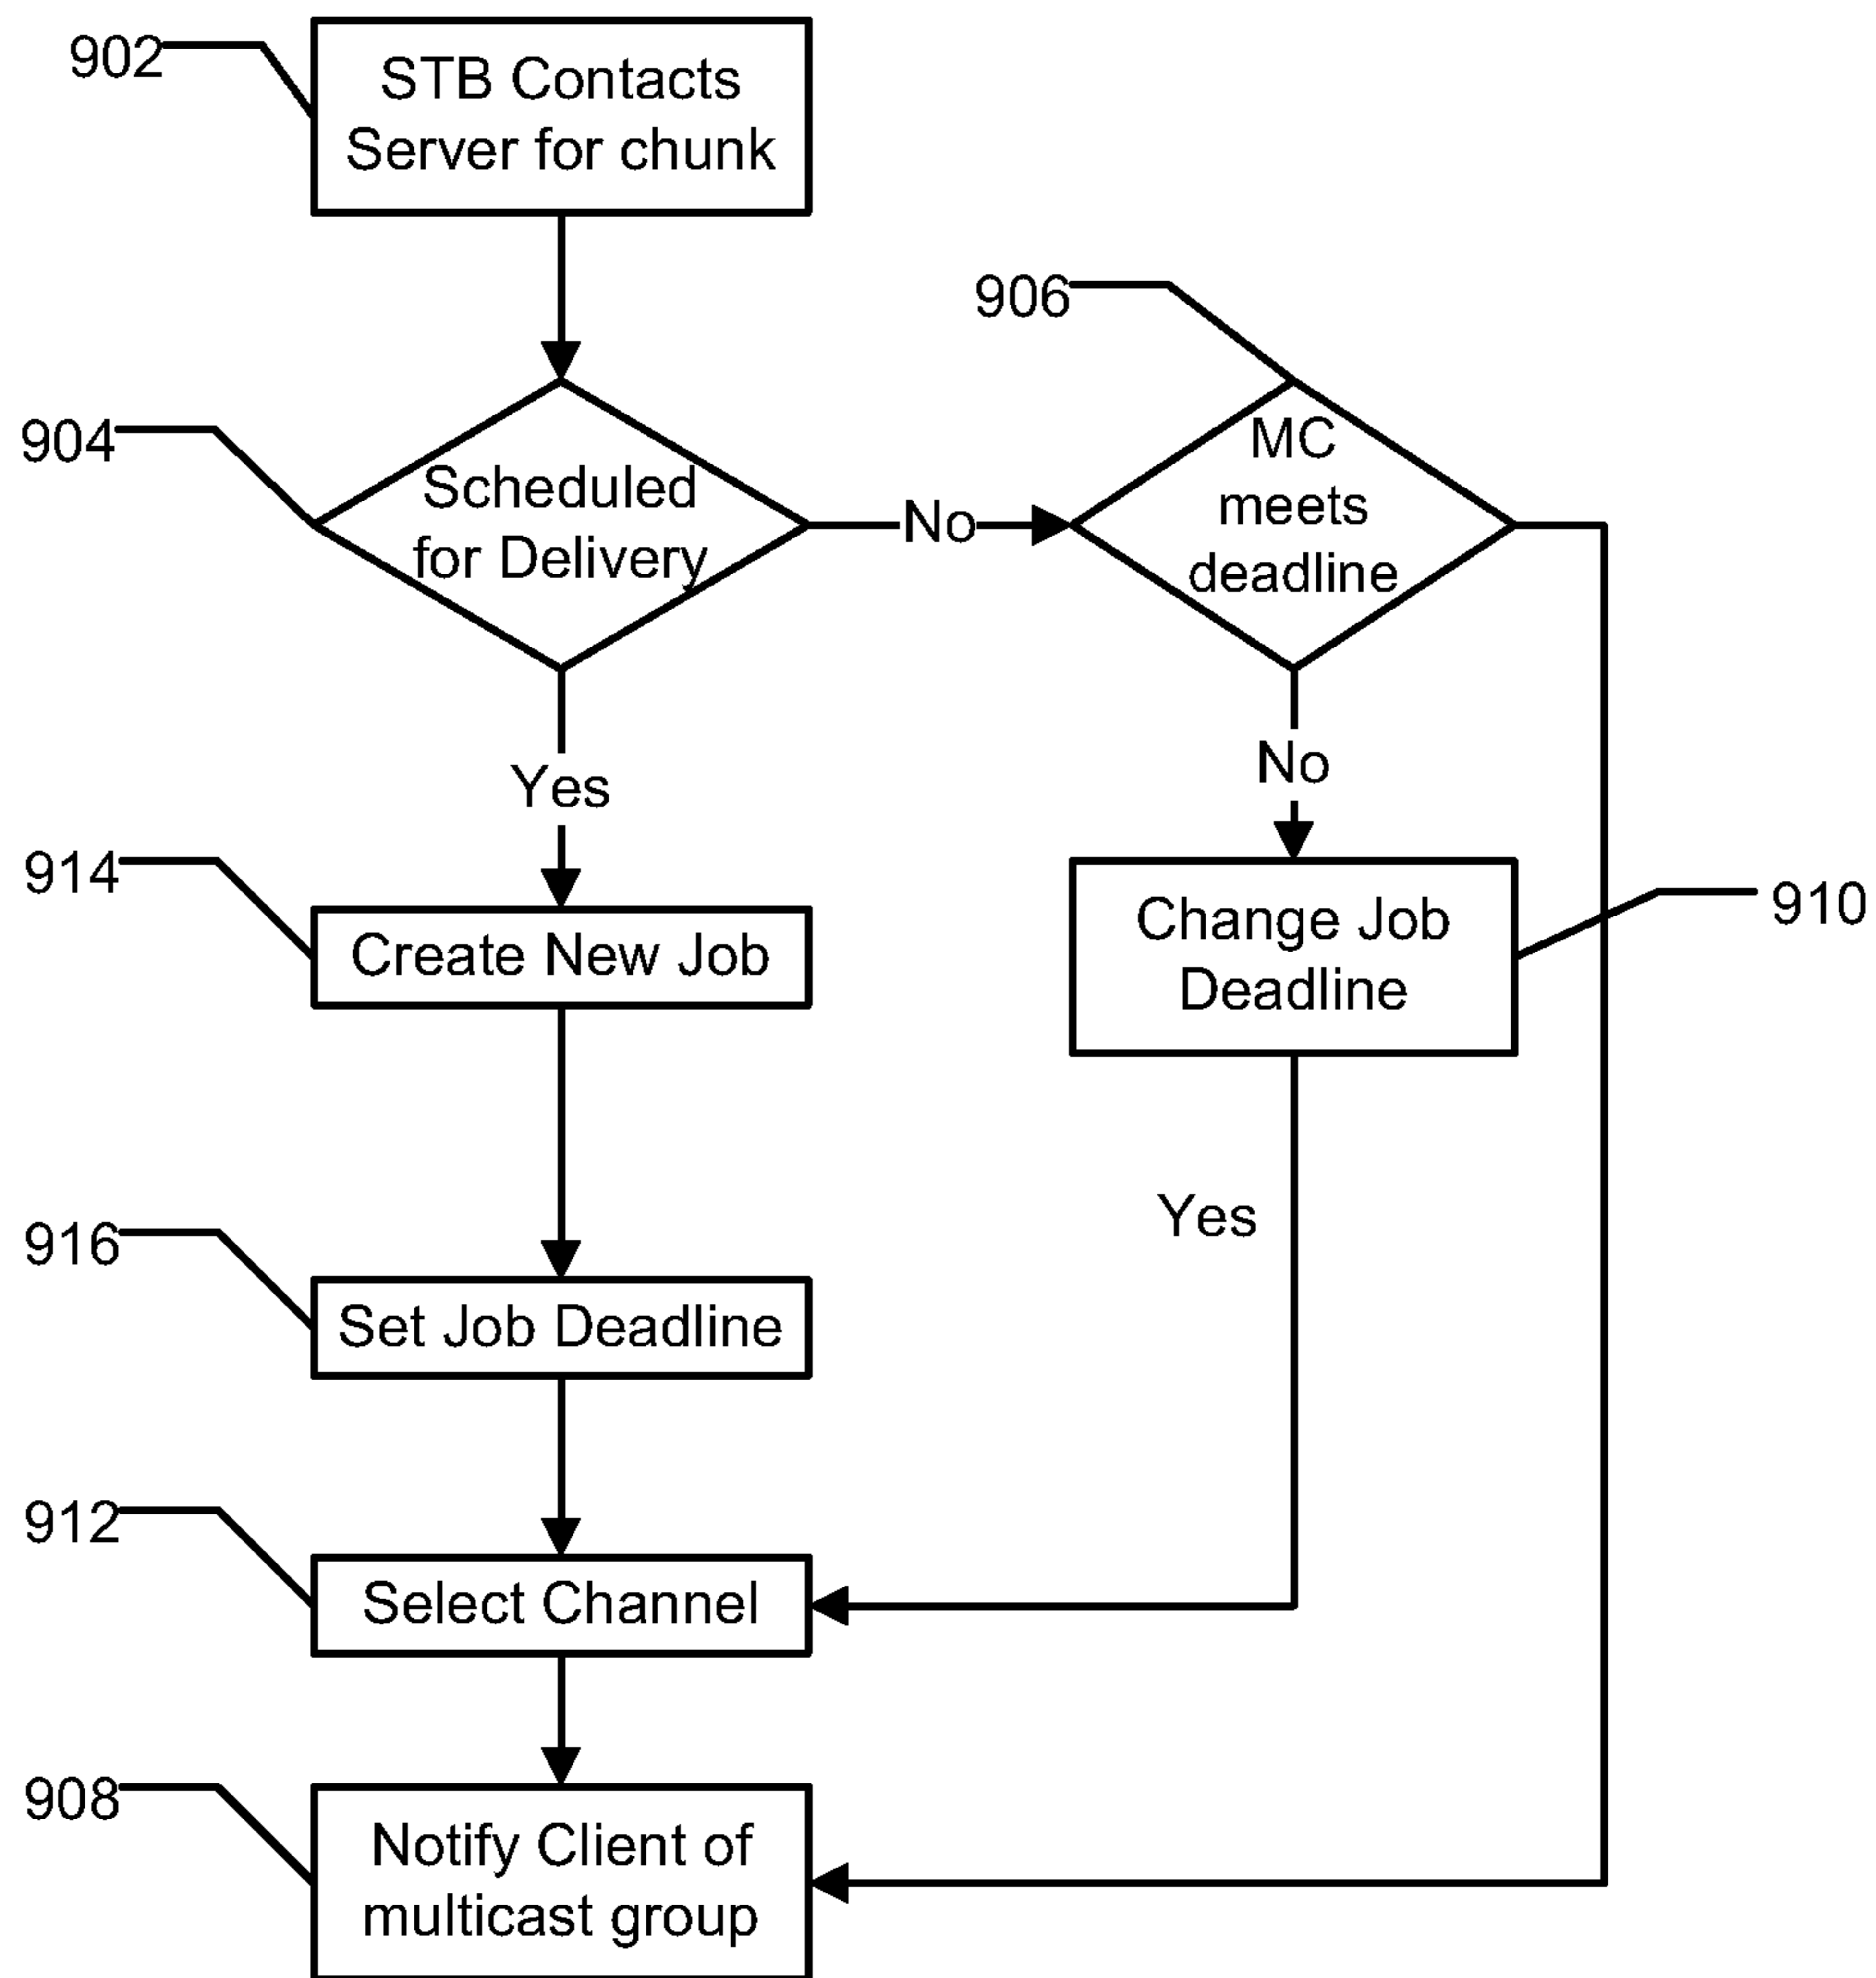 902
STB Contacts
Server for chunk
906
904
Scheduled
for Delivery
No
MC
meets
deadline
Yes
No
914
Create New Job
Change Job
Deadline
910
Yes
916
Set Job Deadline
912
Select Channel
908
Notify Client of
multicast group